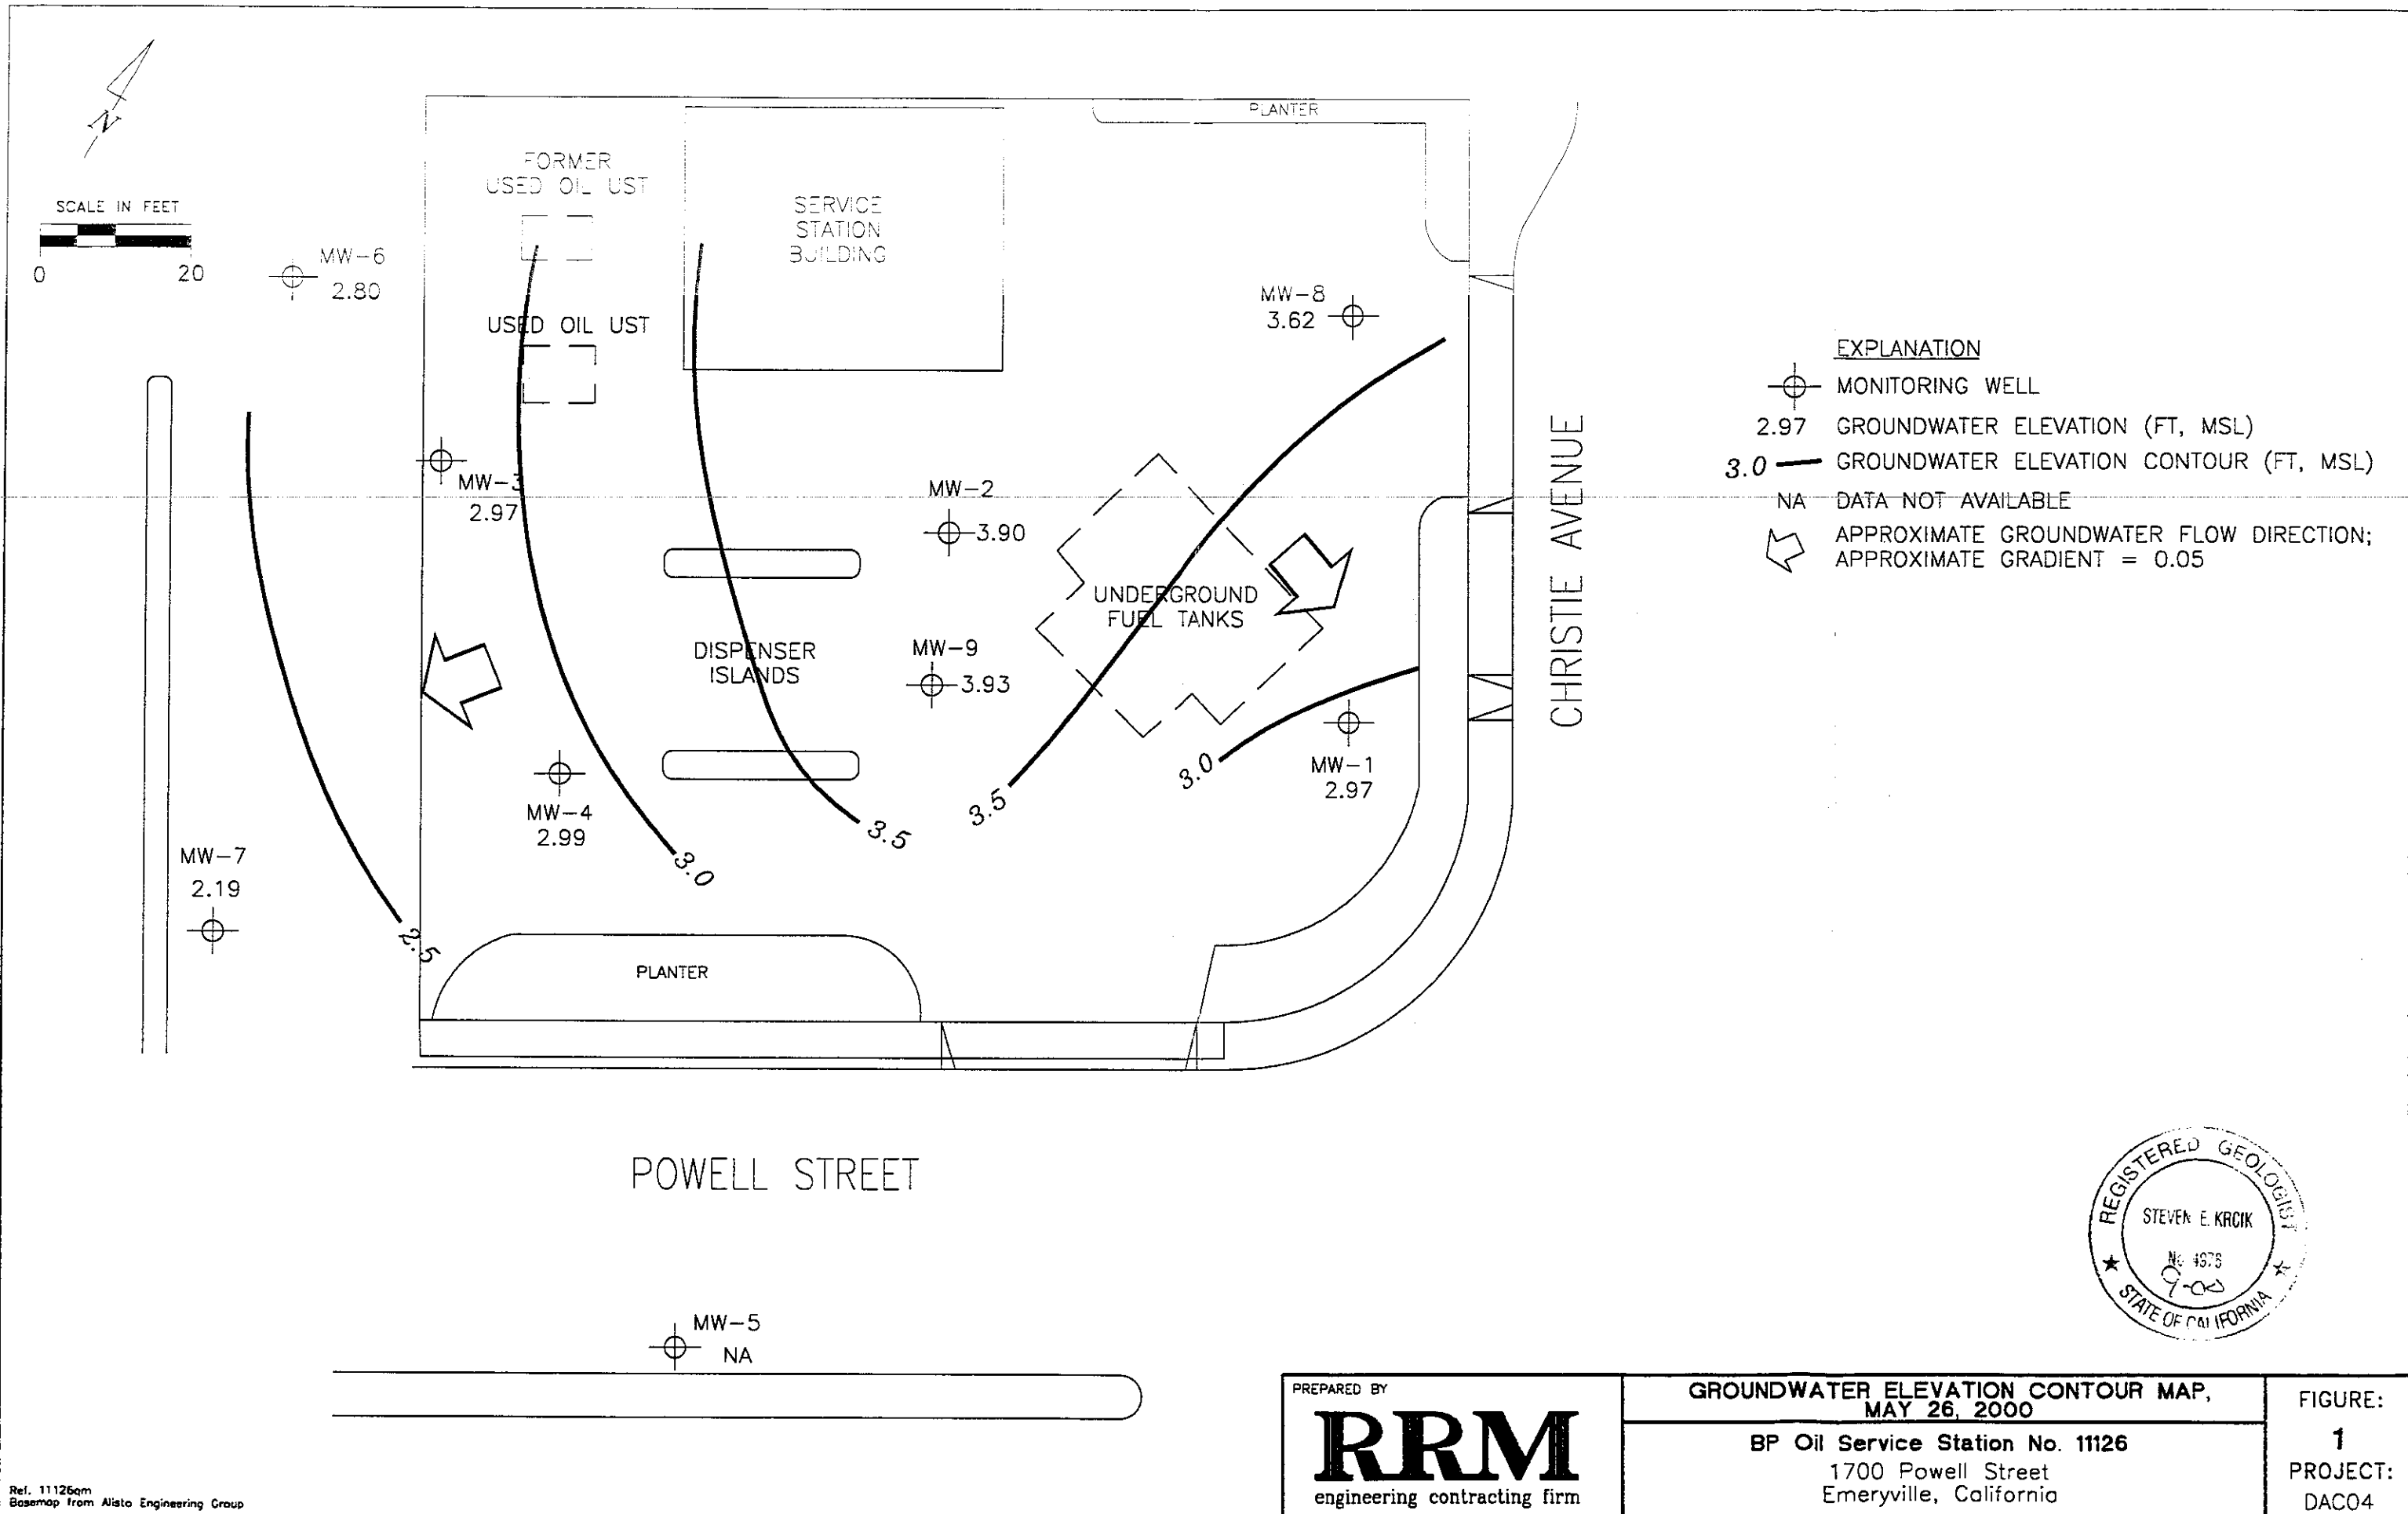 N
SCALE IN FEET
0 20
MW-6
2.80
FORMER
USED OIL UST
USED OIL UST
SERVICE
STATION
BUILDING
PLANTER
MW-8
3.62
MW-3
2.97
MW-2
3.90
MW-9
3.93
DISPENSER
ISLANDS
UNDERGROUND
FUEL TANKS
MW-4
2.99
MW-1
2.97
MW-7
2.19
2.5
3.0
3.5
3.5
3.0
PLANTER
CHRISTIE AVENUE
POWELL STREET
MW-5
NA
EXPLANATION
MONITORING WELL
2.97 GROUNDWATER ELEVATION (FT, MSL)
3.0 GROUNDWATER ELEVATION CONTOUR (FT, MSL)
NA DATA NOT AVAILABLE
APPROXIMATE GROUNDWATER FLOW DIRECTION;
APPROXIMATE GRADIENT = 0.05
REGISTERED GEOLOGIST
STEVEN E. KRCIK
No 4976
9-00
STATE OF CALIFORNIA
PREPARED BY
RRM
engineering contracting firm
GROUNDWATER ELEVATION CONTOUR MAP,
MAY 26, 2000
BP Oil Service Station No. 11126
1700 Powell Street
Emeryville, California
FIGURE:
1
PROJECT:
DAC04
Ref. 11126qm
Basemap from Alisto Engineering Group